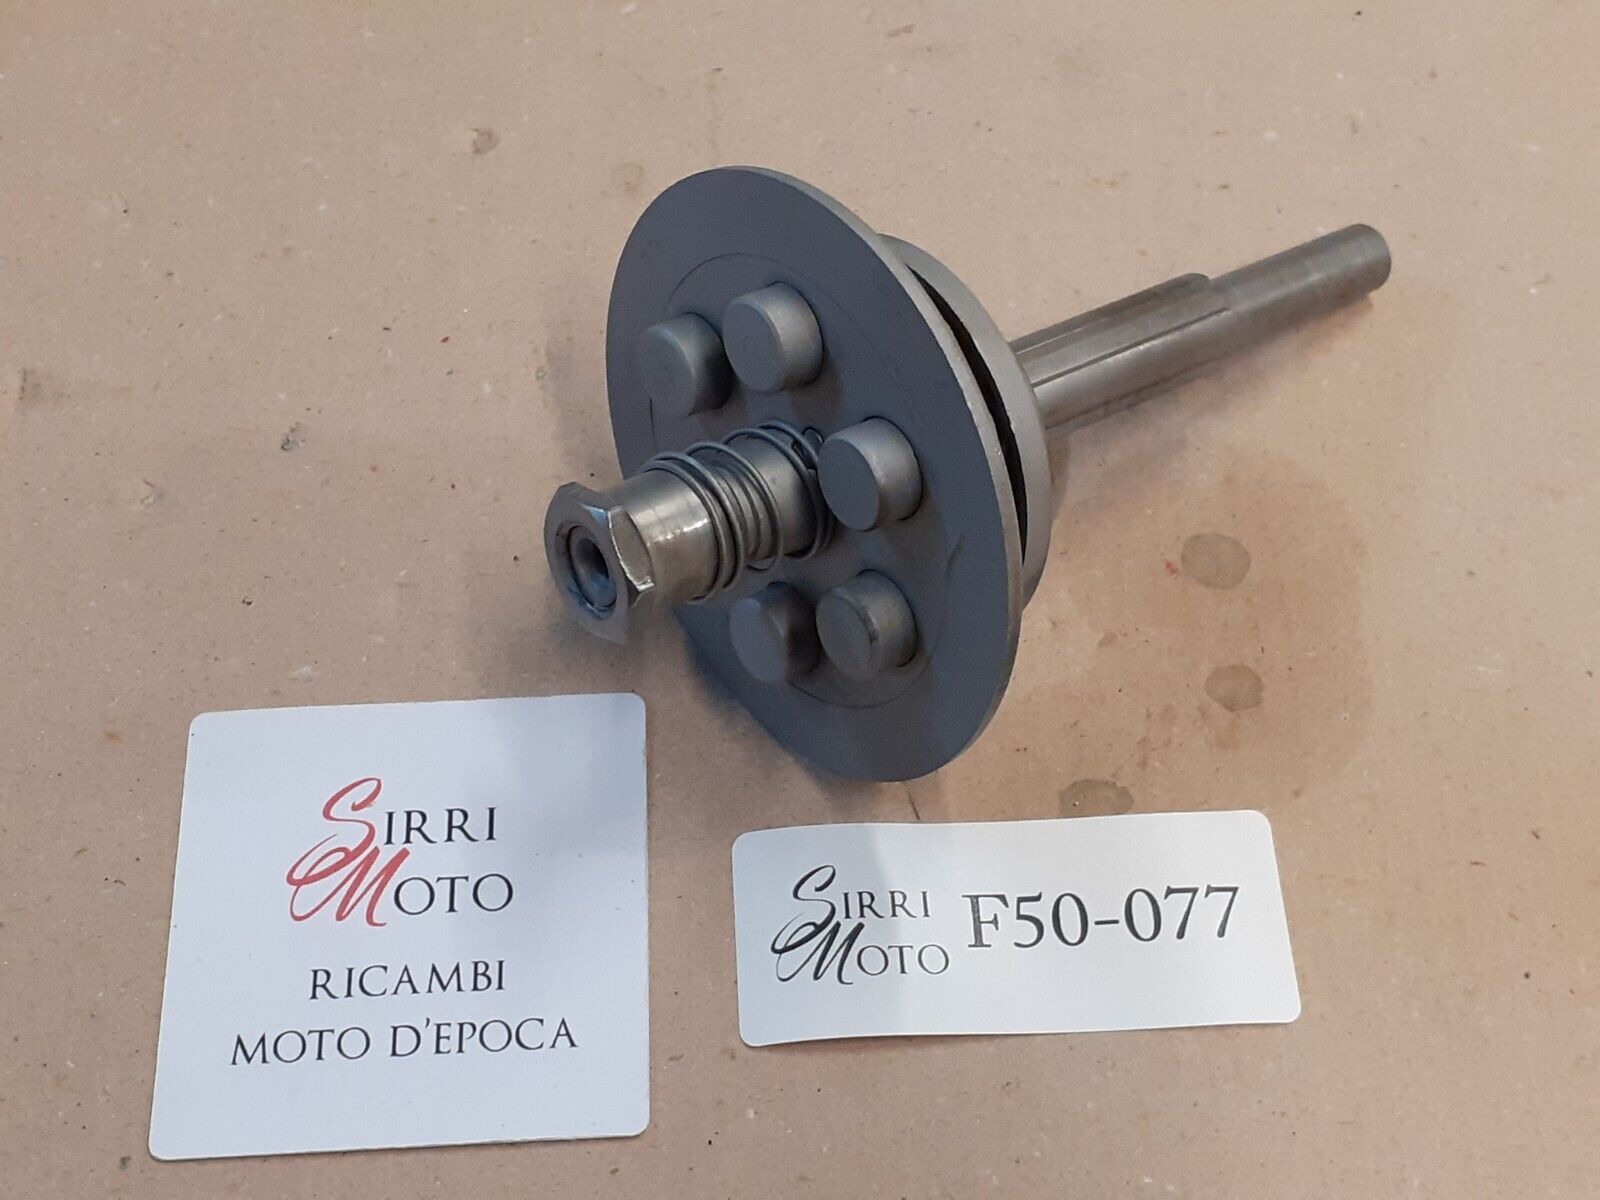 SIRRI
MOTO
RICAMBI
MOTO D'EPOCA
SIRRI
MOTO
F50-077